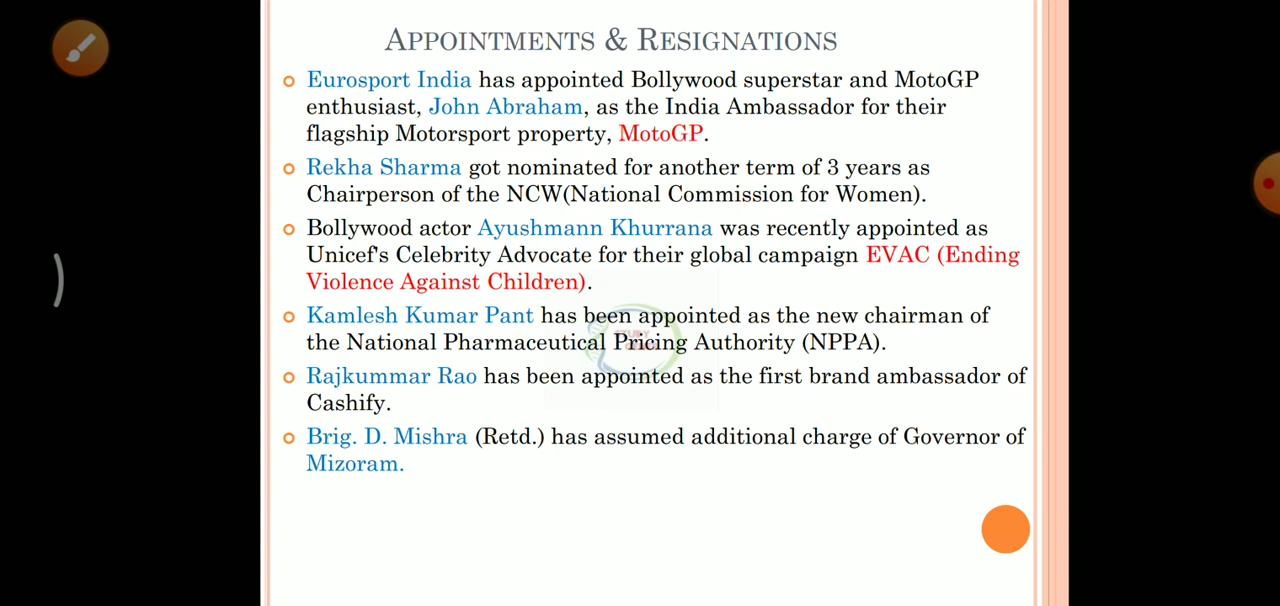 APPOINTMENTS & RESIGNATIONS
Eurosport India has appointed Bollywood superstar and MotoGP
enthusiast, John Abraham, as the India Ambassador for their
flagship Motorsport property, MotoGP.
Rekha Sharma got nominated for another term of 3 years as
Chairperson of the NCW(National Commission for Women).
Bollywood actor Ayushmann Khurrana was recently appointed as
Unicef's Celebrity Advocate for their global campaign EVAC (Ending
Violence Against Children).
Kamlesh Kumar Pant has been appointed as the new chairman of
the National Pharmaceutical Pricing Authority (NPPA).
Rajkummar Rao has been appointed as the first brand ambassador of
Cashify.
Brig. D. Mishra (Retd.) has assumed additional charge of Governor of
Mizoram.